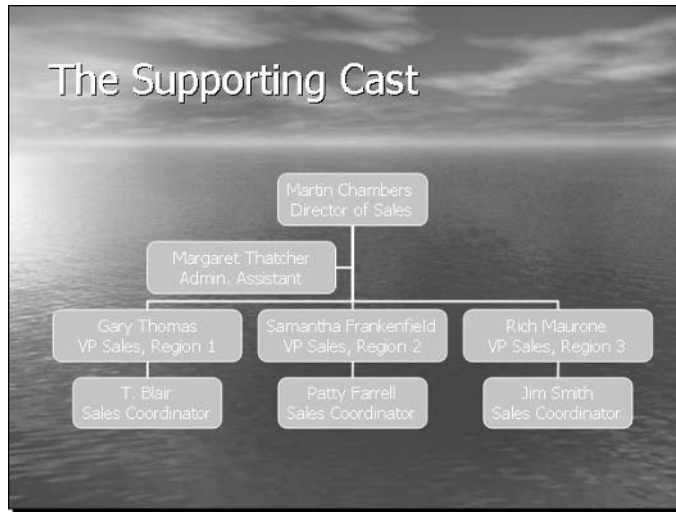 The Supporting Cast
Martin Chambers
Director of Sales
Margaret Thatcher
Admin. Assistant
Gary Thomas
VP Sales, Region 1
Samantha Frankenfield
VP Sales, Region 2
Rich Maurone
VP Sales, Region 3
T. Blair
Sales Coordinator
Patty Farrell
Sales Coordinator
Jim Smith
Sales Coordinator